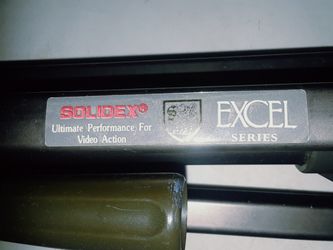 SOLIDEX®
Ultimate Performance For
Video Action
EXCEL
SERIES